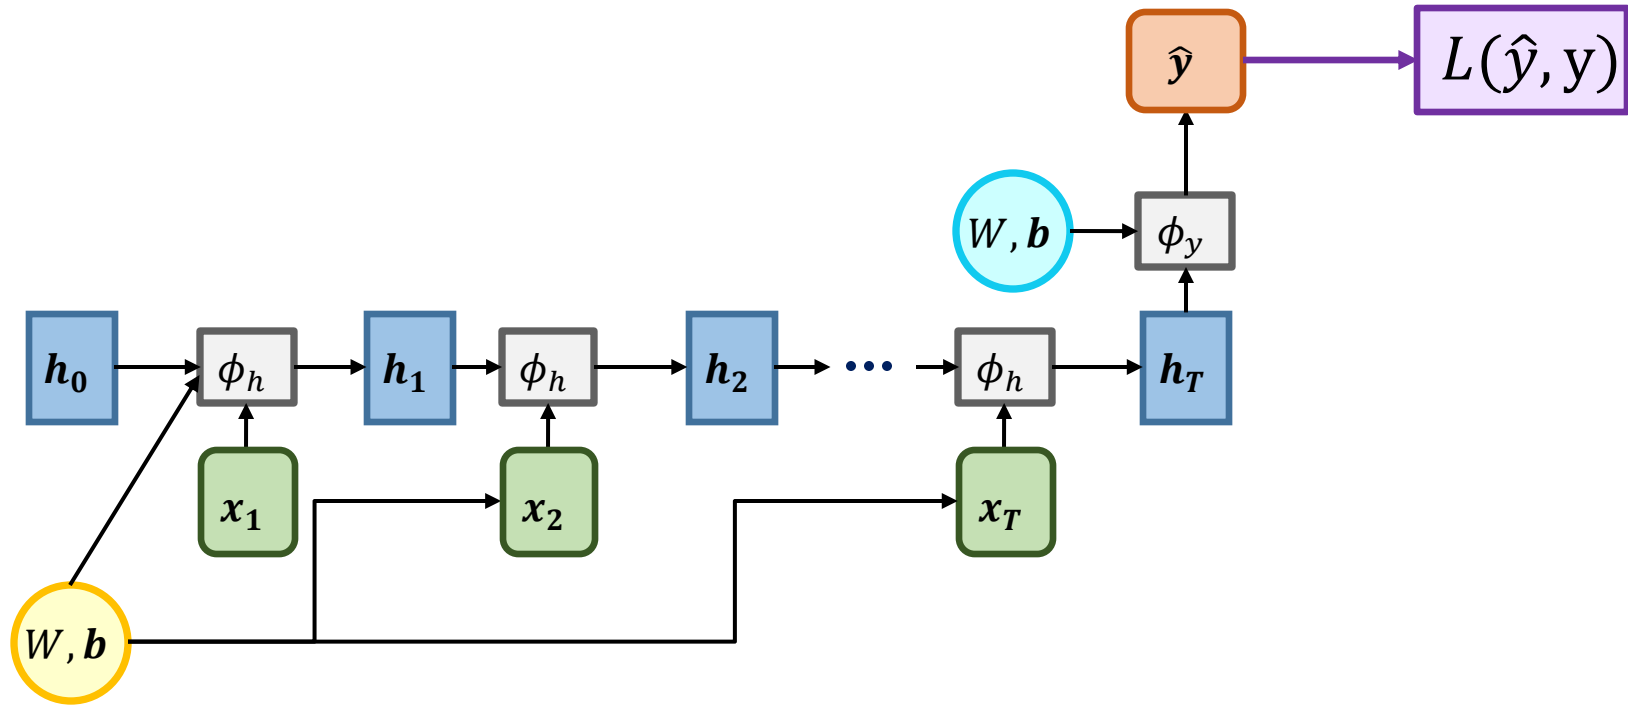 ŷ
L(ŷ, y)
W, b
ϕ_y
h_0
ϕ_h
h_1
ϕ_h
h_2
•••
ϕ_h
h_T
x_1
x_2
x_T
W, b